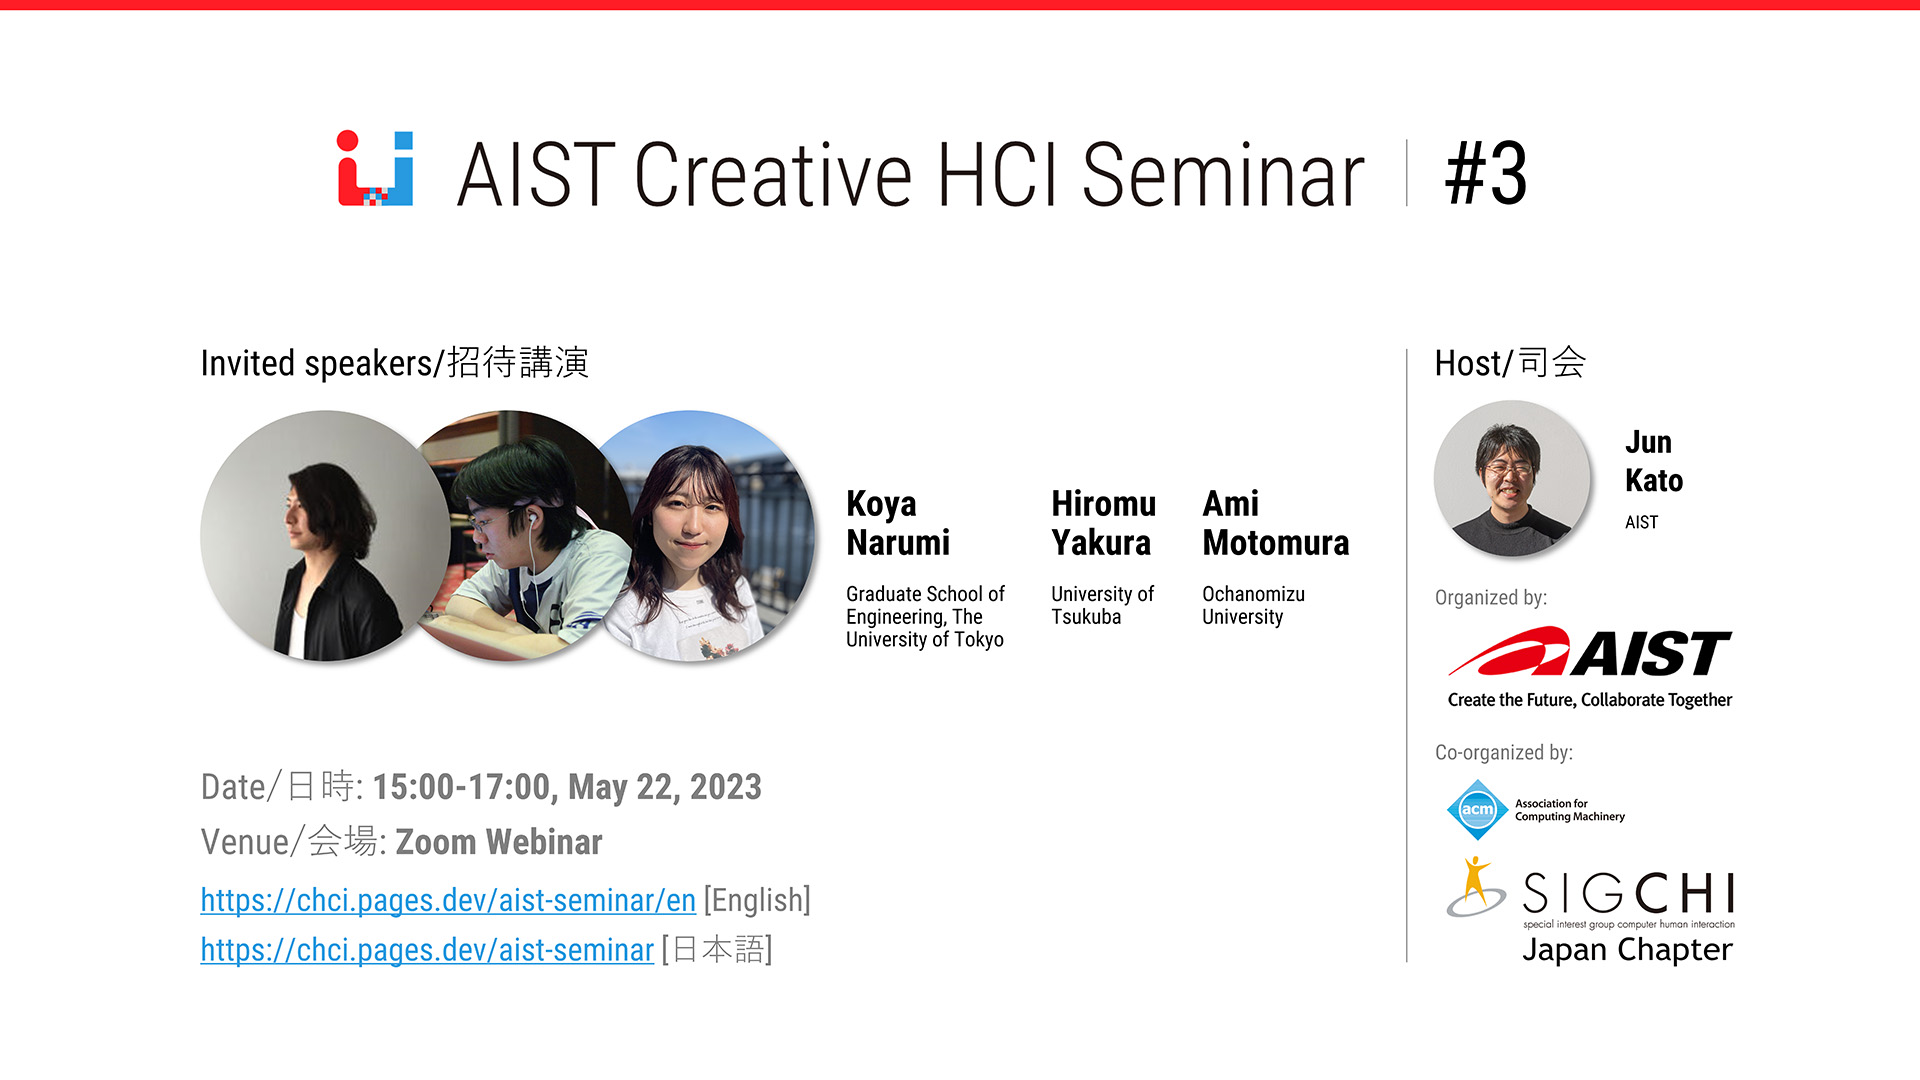 AIST Creative HCI Seminar #3
Invited speakers/招待講演
Koya
Narumi
Graduate School of
Engineering, The
University of Tokyo
Hiromu
Yakura
University of
Tsukuba
Ami
Motomura
Ochanomizu
University
Date/日時: 15:00-17:00, May 22, 2023
Venue/会場: Zoom Webinar
https://chci.pages.dev/aist-seminar/en [English]
https://chci.pages.dev/aist-seminar [日本語]
Host/司会
Jun
Kato
AIST
Organized by:
AIST
Create the Future, Collaborate Together
Co-organized by:
acm
Association for
Computing Machinery
SIGCHI
special interest group computer human interaction
Japan Chapter